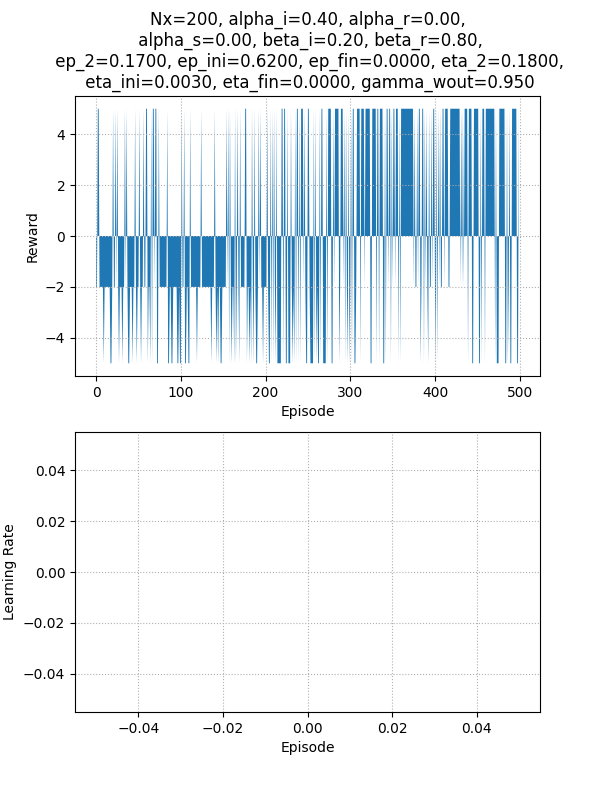 Nx=200, alpha_i=0.40, alpha_r=0.00,
alpha_s=0.00, beta_i=0.20, beta_r=0.80,
ep_2=0.1700, ep_ini=0.6200, ep_fin=0.0000, eta_2=0.1800,
eta_ini=0.0030, eta_fin=0.0000, gamma_wout=0.950
4
2
0
−2
−4
Reward
0 100 200 300 400 500
Episode
0.04
0.02
0.00
−0.02
−0.04
Learning Rate
−0.04 −0.02 0.00 0.02 0.04
Episode